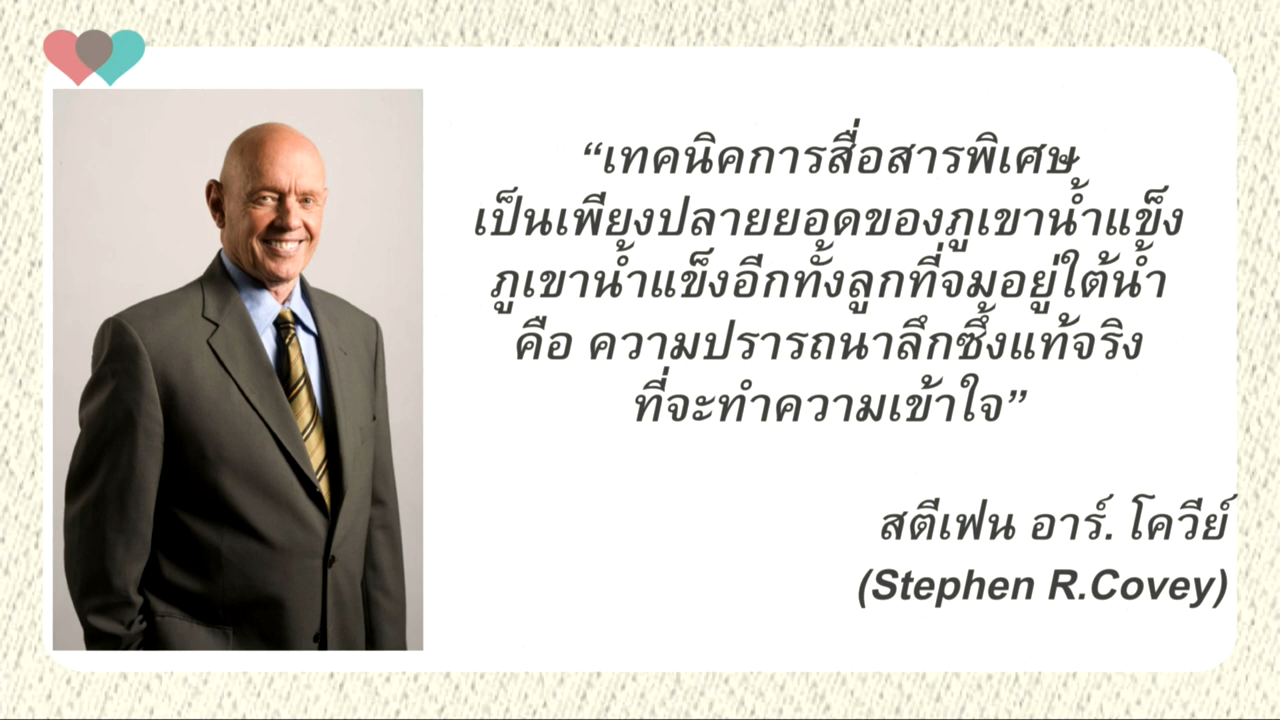 “เทคนิคการสื่อสารพิเศษ
เป็นเพียงปลายยอดของภูเขาน้ำแข็ง
ภูเขาน้ำแข็งอีกทั้งลูกที่จมอยู่ใต้น้ำ
คือ ความปรารถนาลึกซึ้งแท้จริง
ที่จะทำความเข้าใจ”
สตีเฟน อาร์. โควีย์
(Stephen R.Covey)